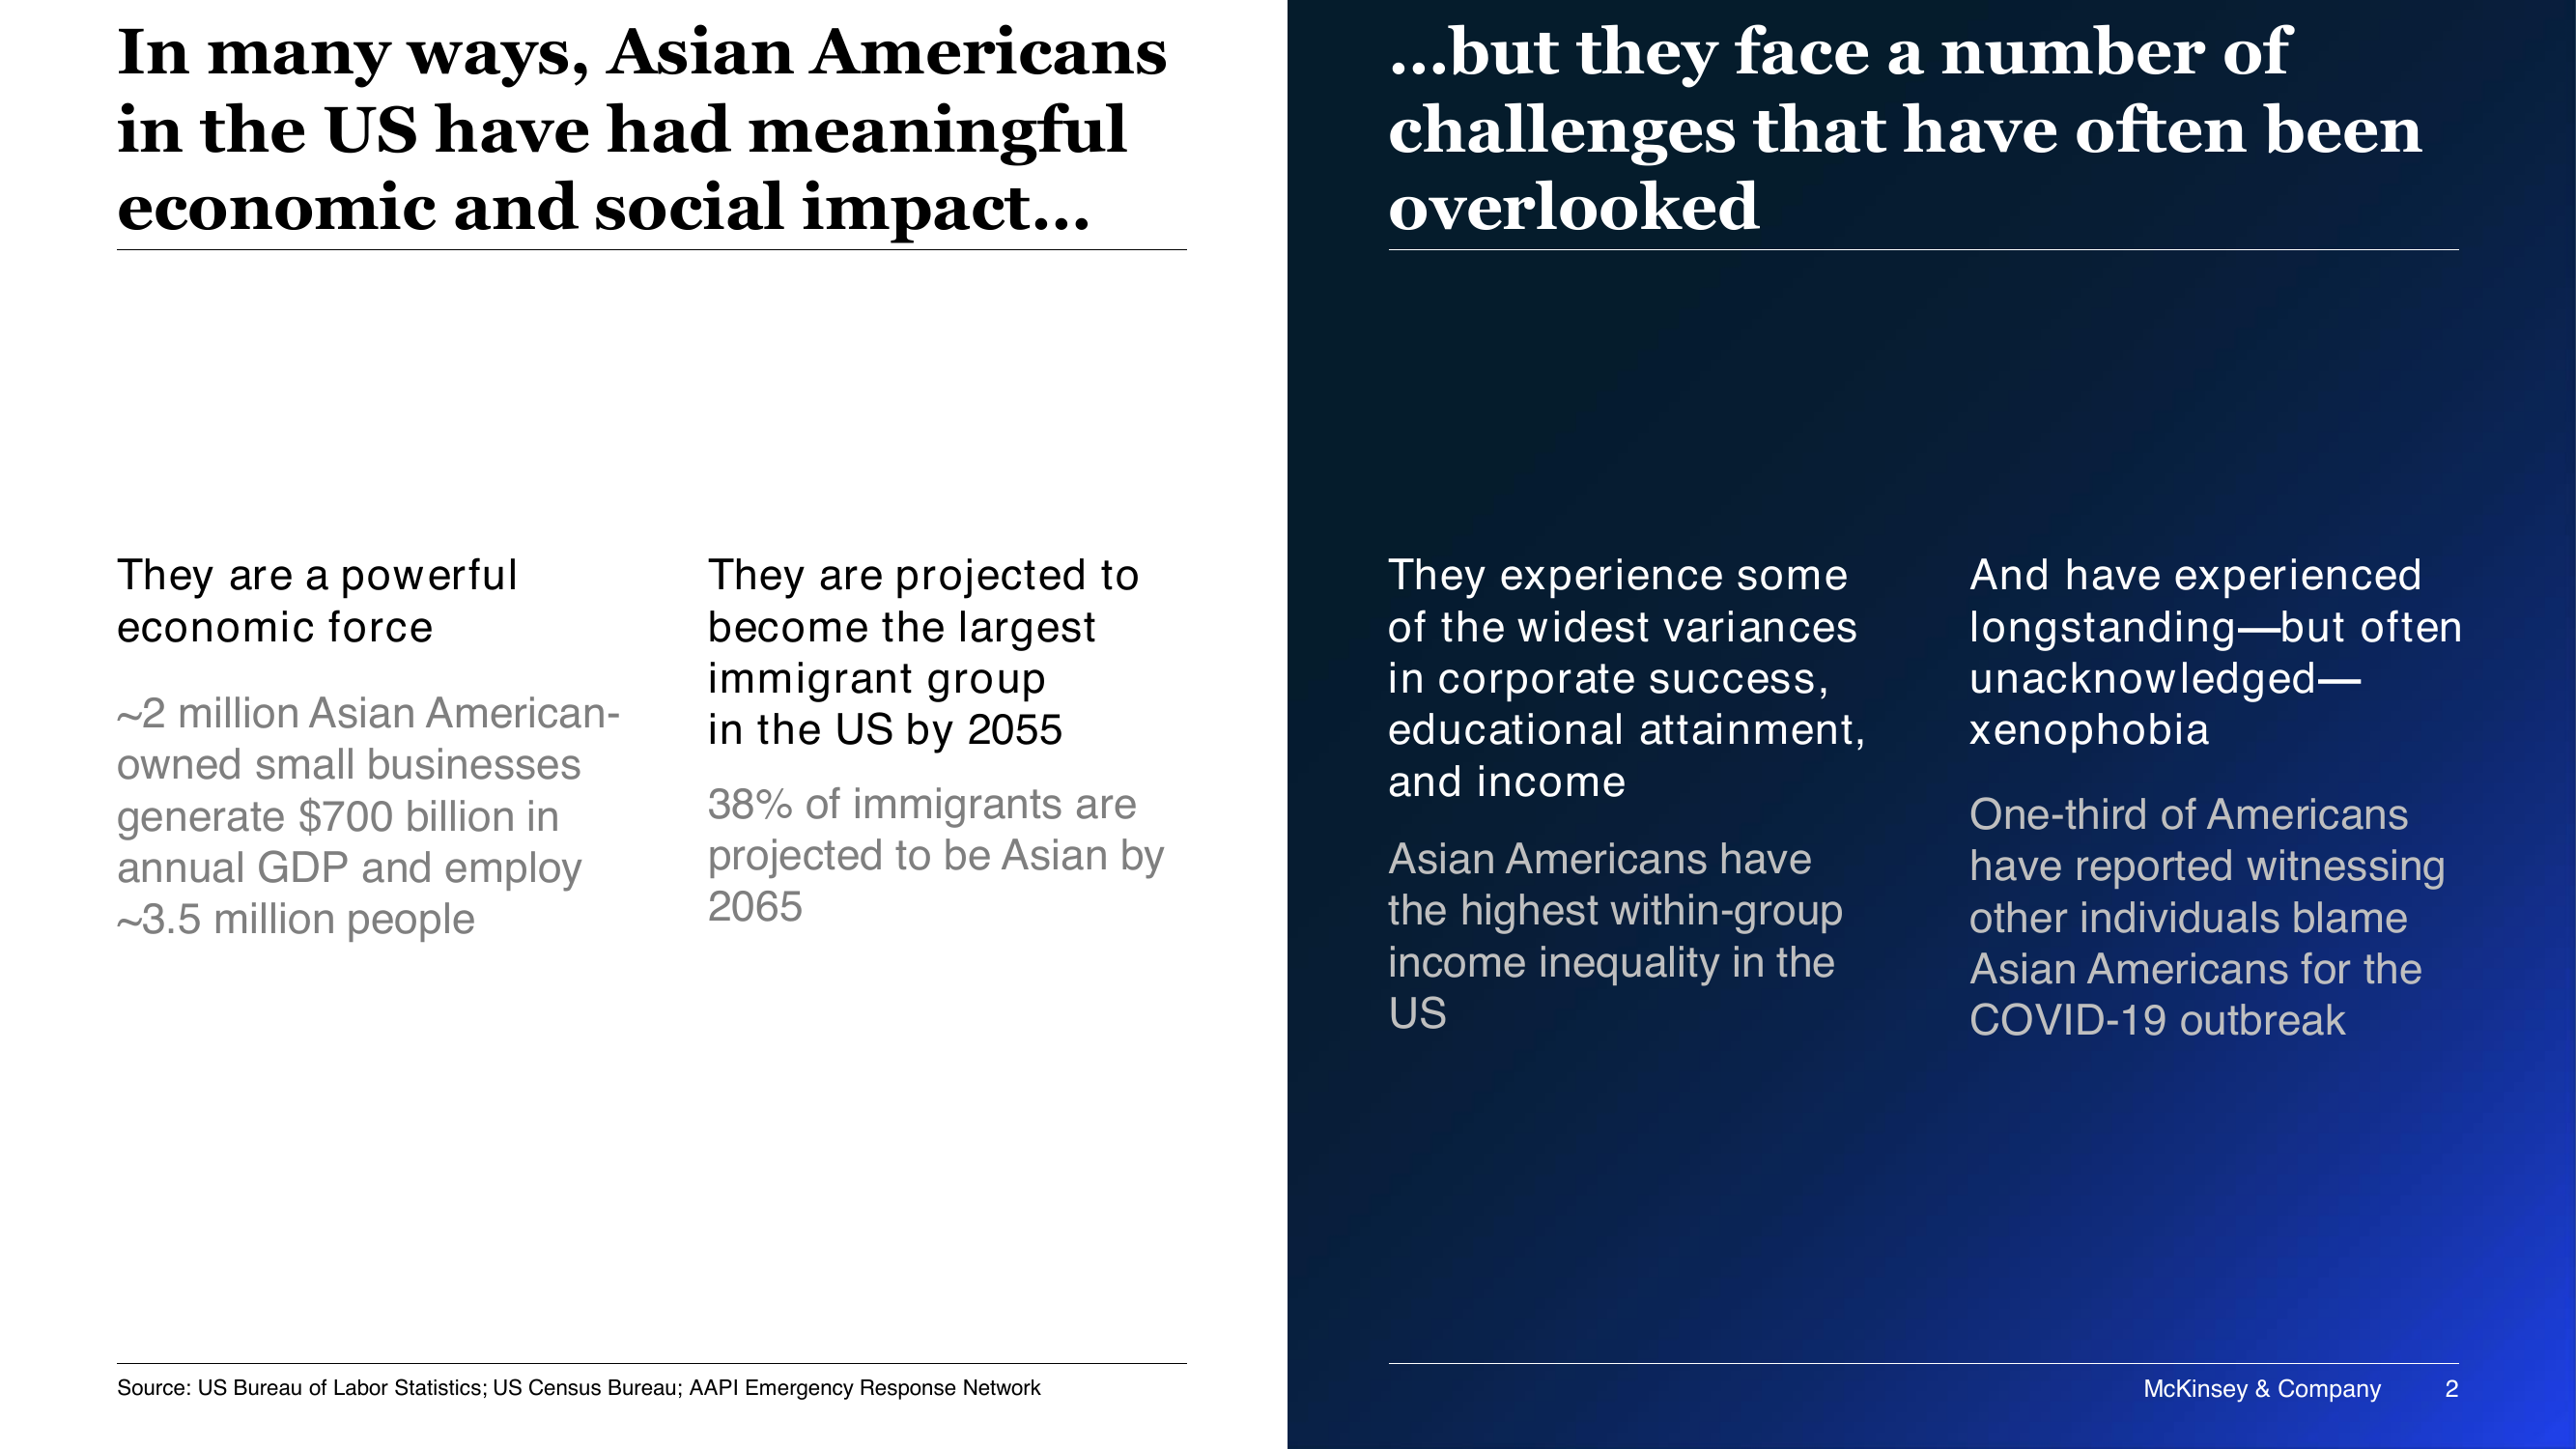 In many ways, Asian Americans
in the US have had meaningful
economic and social impact…
They are a powerful
economic force
~2 million Asian American-
owned small businesses
generate $700 billion in
annual GDP and employ
~3.5 million people
They are projected to
become the largest
immigrant group
in the US by 2055
38% of immigrants are
projected to be Asian by
2065
Source: US Bureau of Labor Statistics; US Census Bureau; AAPI Emergency Response Network
…but they face a number of
challenges that have often been
overlooked
They experience some
of the widest variances
in corporate success,
educational attainment,
and income
Asian Americans have
the highest within-group
income inequality in the
US
And have experienced
longstanding—but often
unacknowledged—
xenophobia
One-third of Americans
have reported witnessing
other individuals blame
Asian Americans for the
COVID-19 outbreak
McKinsey & Company 2